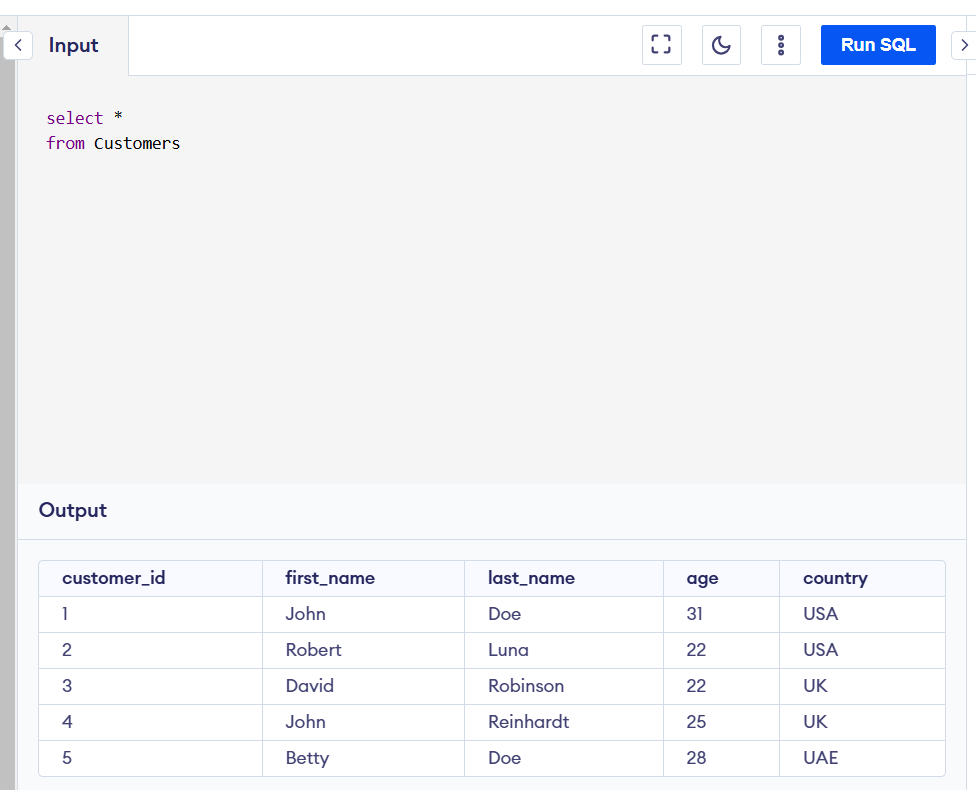 Input
Run SQL
select *
from Customers
Output
customer_id first_name last_name age country
1 John Doe 31 USA
2 Robert Luna 22 USA
3 David Robinson 22 UK
4 John Reinhardt 25 UK
5 Betty Doe 28 UAE